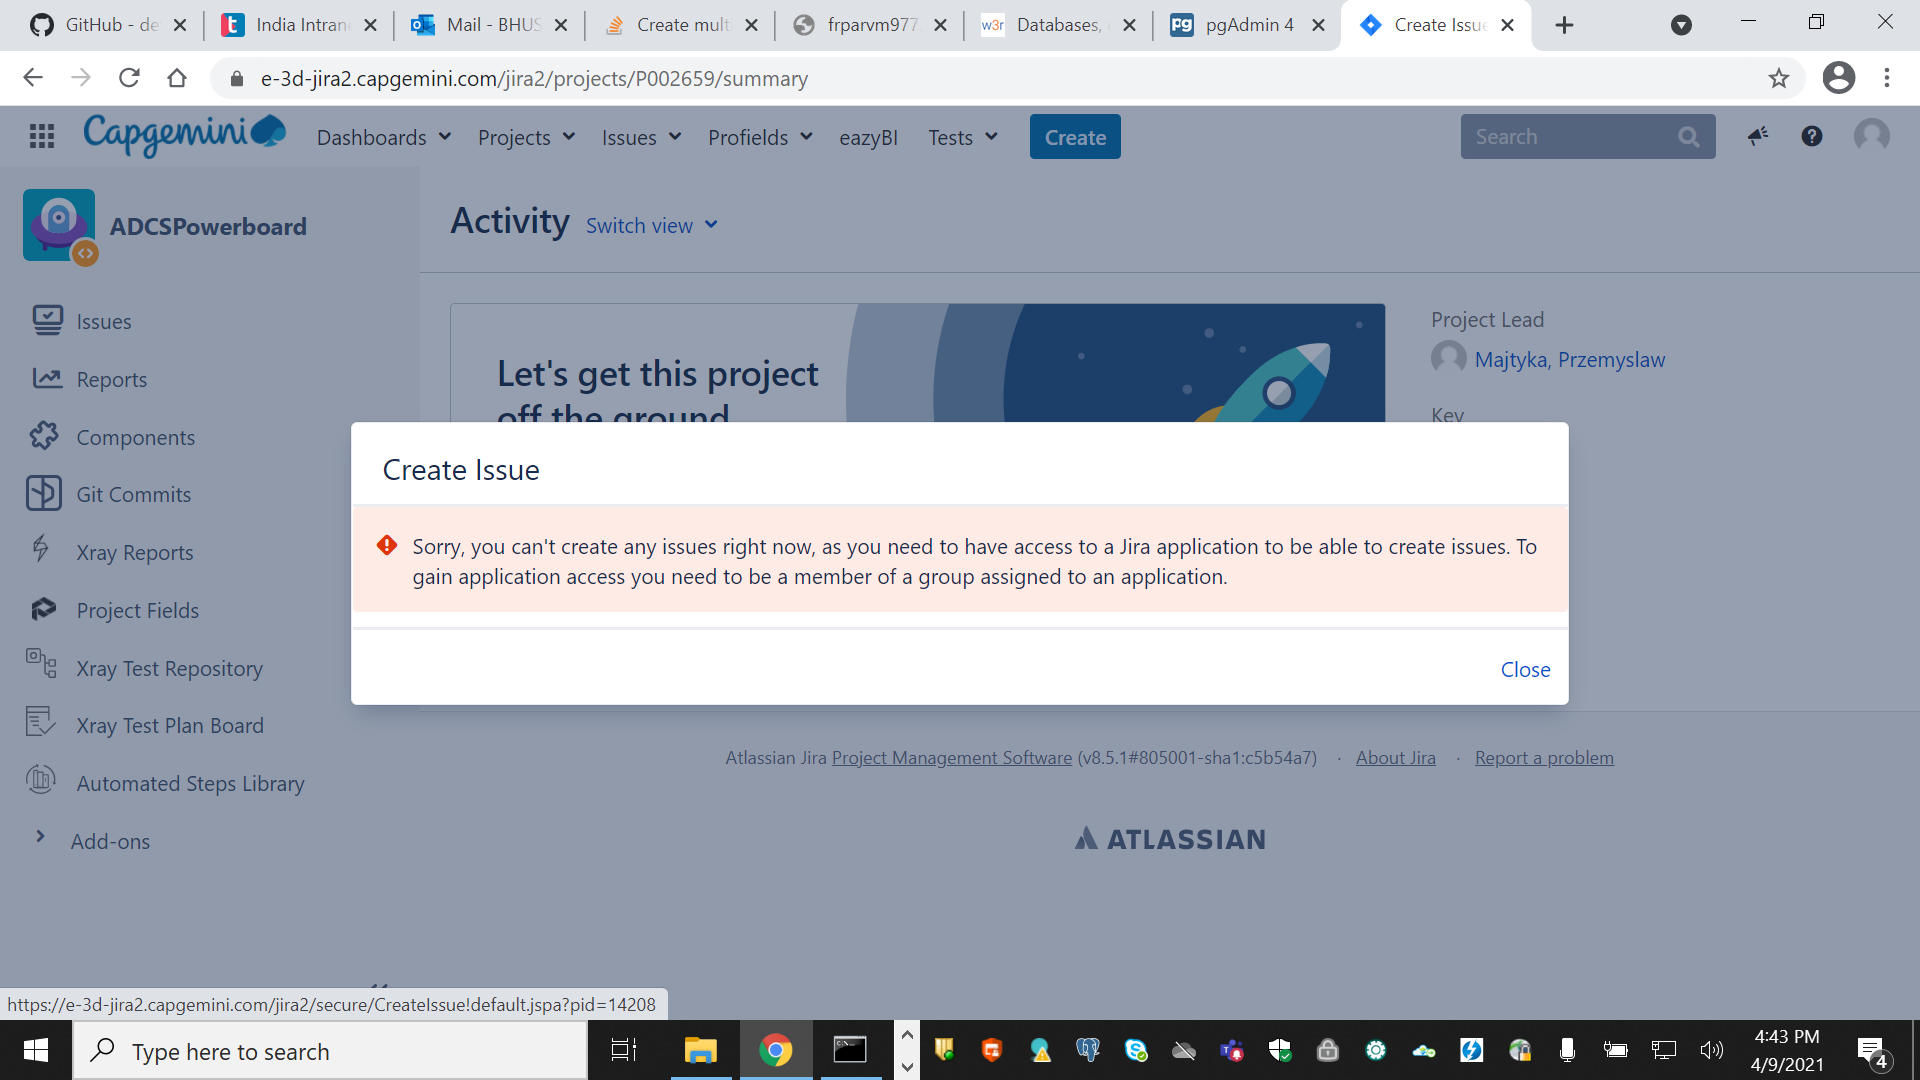 GitHub - de
India Intran
Mail - BHUS
Create mult
frparvm977
w3r Databases,
pg pgAdmin 4
Create Issue
e-3d-jira2.capgemini.com/jira2/projects/P002659/summary
Capgemini Dashboards Projects Issues Profields eazyBI Tests Create Search
ADCSPowerboard
Activity Switch view
Issues
Reports
Components
Git Commits
Xray Reports
Project Fields
Xray Test Repository
Xray Test Plan Board
Automated Steps Library
Add-ons
Let's get this project
off the ground
Project Lead
Majtyka, Przemyslaw
Key
Create Issue
Sorry, you can't create any issues right now, as you need to have access to a Jira application to be able to create issues. To
gain application access you need to be a member of a group assigned to an application.
Close
Atlassian Jira Project Management Software (v8.5.1#805001-sha1:c5b54a7) · About Jira · Report a problem
ATLASSIAN
https://e-3d-jira2.capgemini.com/jira2/secure/CreateIssue!default.jspa?pid=14208
Type here to search
4:43 PM
4/9/2021
4